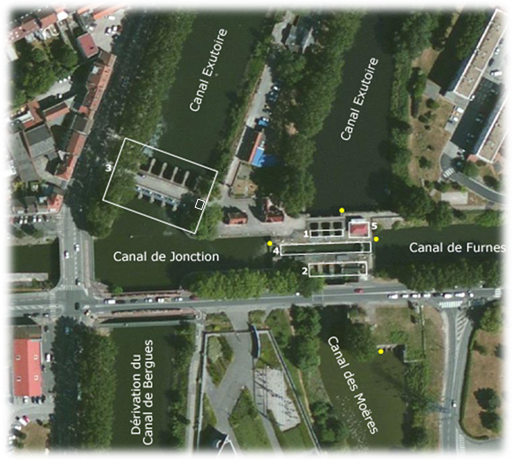 Canal Exutoire
Canal Exutoire
3
1
5
4
2
Canal de Jonction
Canal de Furnes
Dérivation du
Canal de Bergues
Canal des Moëres